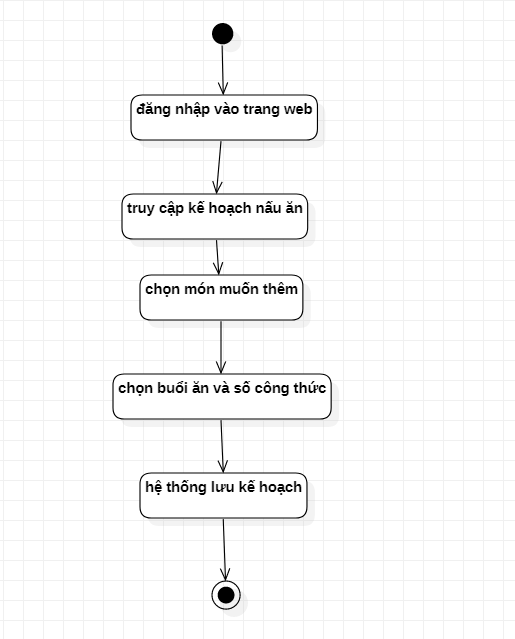 đăng nhập vào trang web
truy cập kế hoạch nấu ăn
chọn món muốn thêm
chọn buổi ăn và số công thức
hệ thống lưu kế hoạch